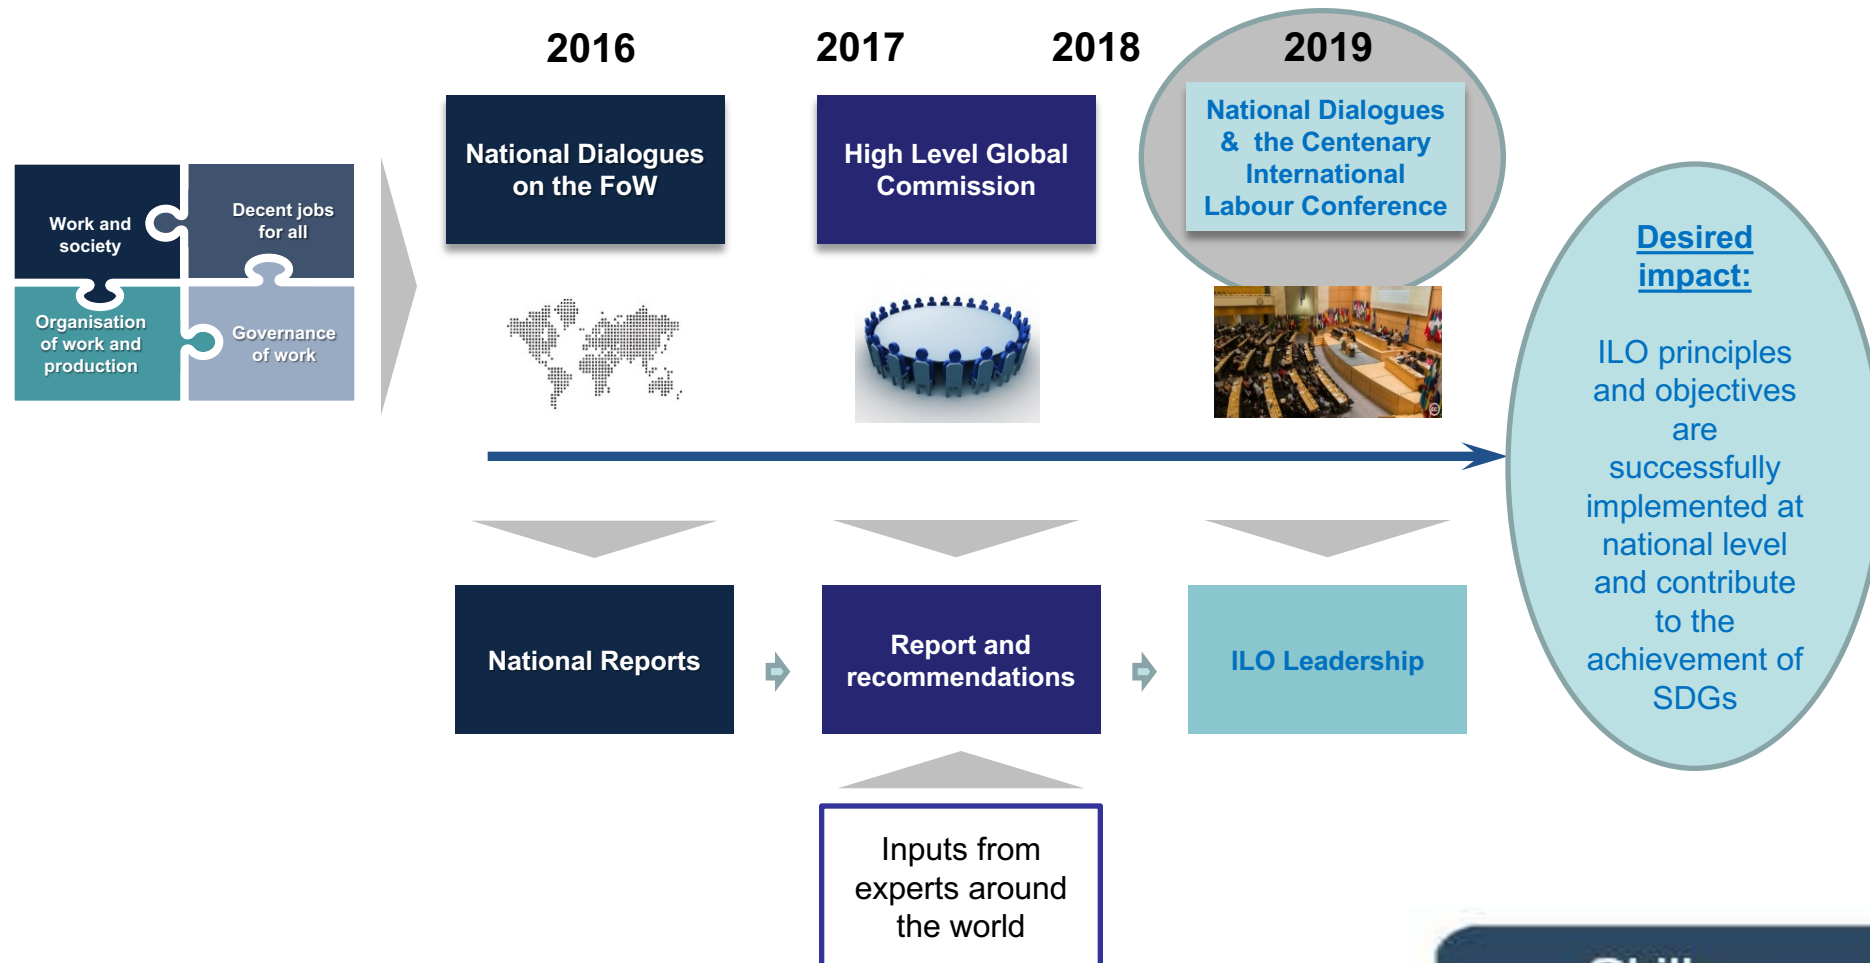 2016
2017
2018
2019
National Dialogues
on the FoW
High Level Global
Commission
National Dialogues
& the Centenary
International
Labour Conference
Work and
society
Decent jobs
for all
Organisation
of work and
production
Governance
of work
Desired
impact:
ILO principles
and objectives
are
successfully
implemented at
national level
and contribute
to the
achievement of
SDGs
National Reports
Report and
recommendations
ILO Leadership
Inputs from
experts around
the world